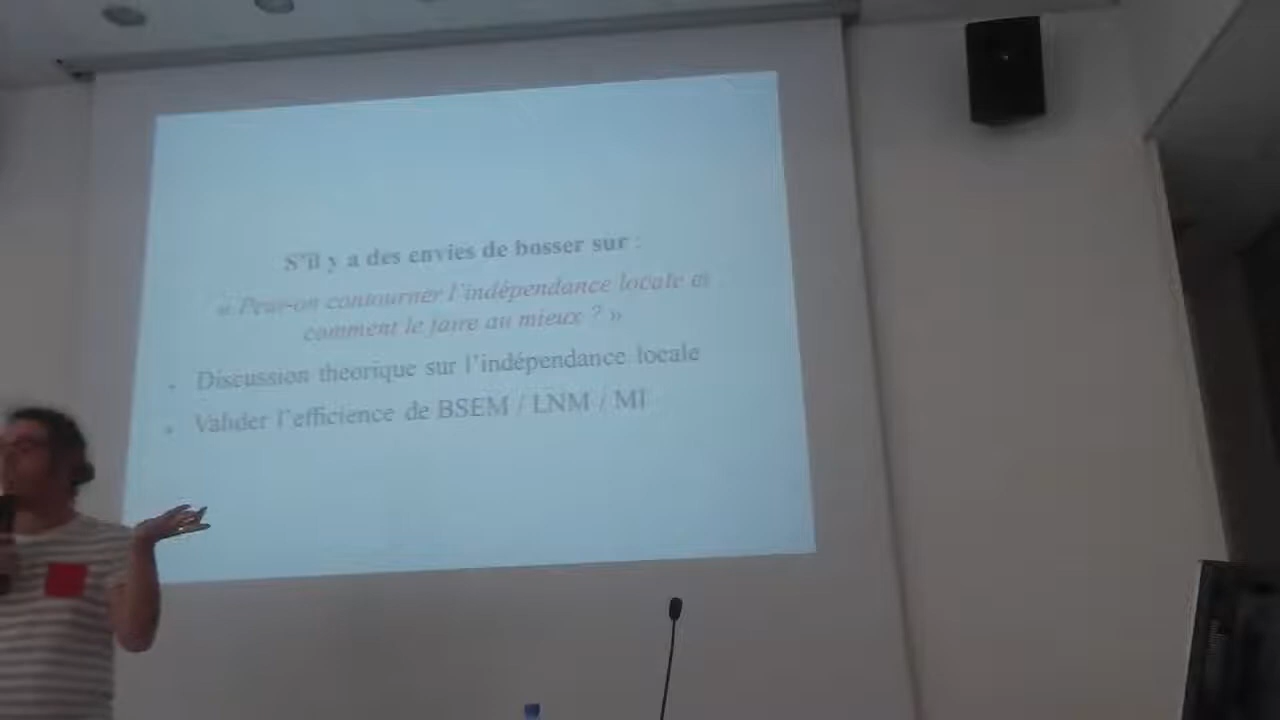 S'il y a des envies de bosser sur :
« Peut-on contourner l'indépendance locale et
comment le faire au mieux ? »
Discussion théorique sur l'indépendance locale
Valider l'efficience de BSEM / LNM / MI